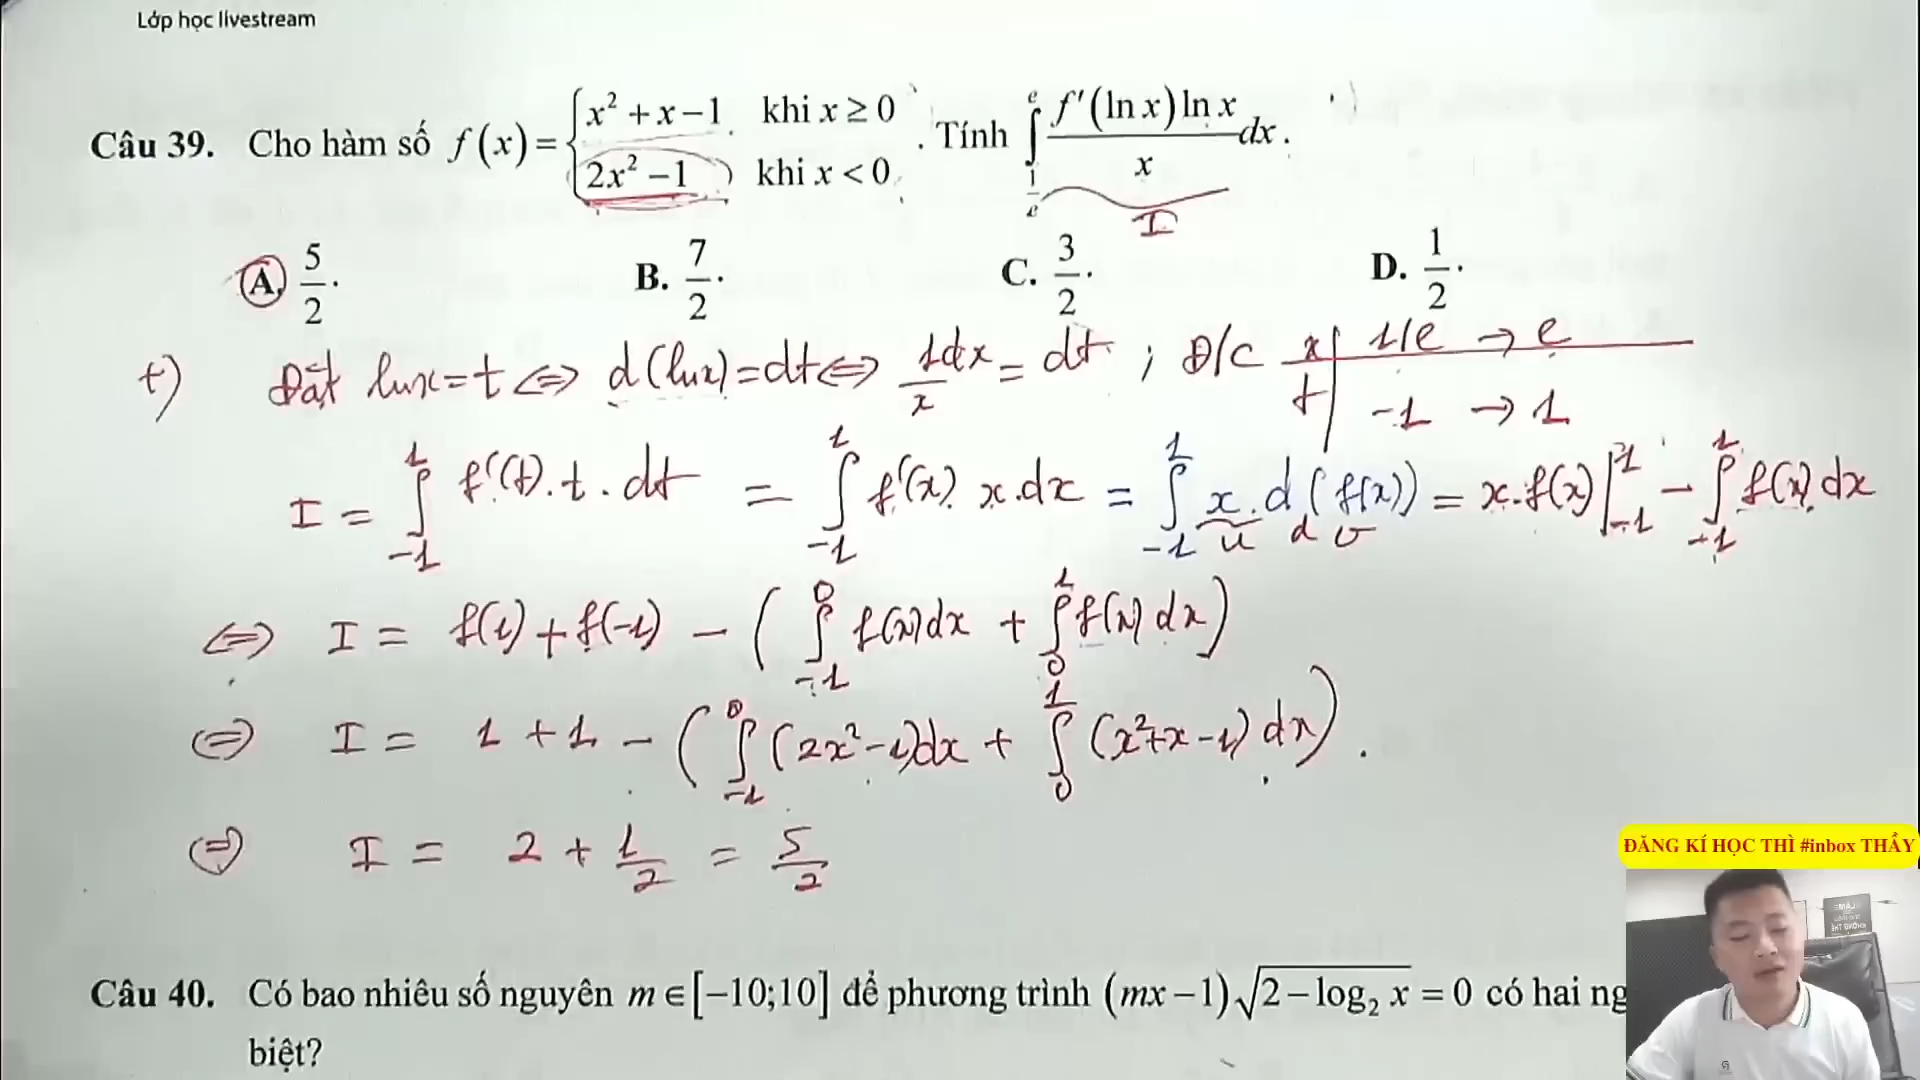 Lớp học livestream
Câu 39. Cho hàm số f(x) = { x² + x − 1 khi x ≥ 0 ; 2x² − 1 khi x < 0 . Tính ∫_{1/e}^{e} f'(ln x) ln x / x dx .
I
A. 5/2 . B. 7/2 . C. 3/2 . D. 1/2 .
+) Đặt lnx = t ⇔ d(lnx) = dt ⇔ 1/x dx = dt ; Đ/C x | 1/e → e
t | -1 → 1
I = ∫_{-1}^{1} f'(t).t.dt = ∫_{-1}^{1} f'(x) x.dx = ∫_{-1}^{1} x.d(f(x)) = x.f(x)|_{-1}^{1} − ∫_{-1}^{1} f(x) dx
u dv
⇔ I = f(1) + f(-1) − ( ∫_{-1}^{0} f(x)dx + ∫_{0}^{1} f(x) dx )
⇔ I = 1 + 1 − ( ∫_{-1}^{0} (2x² − 1)dx + ∫_{0}^{1} (x² + x − 1) dx ) .
⇔ I = 2 + 1/2 = 5/2
ĐĂNG KÍ HỌC THÌ #inbox THẦY
Câu 40. Có bao nhiêu số nguyên m ∈ [−10;10] để phương trình (mx − 1)√(2 − log₂ x) = 0 có hai ng
biệt?